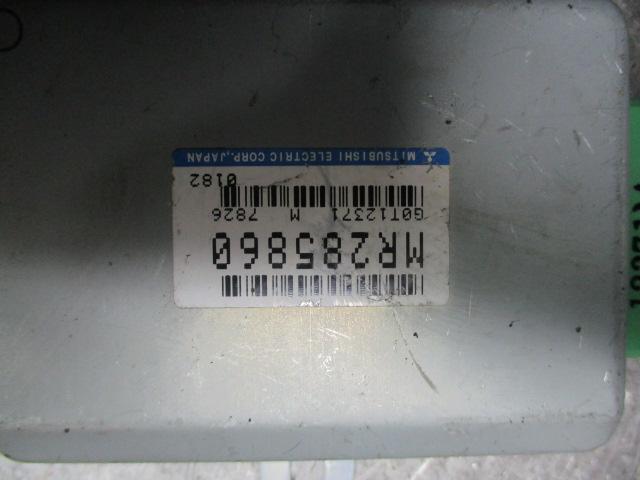 MR285860
G0T12371 M 7826
0182
MITSUBISHI ELECTRIC CORP.,JAPAN